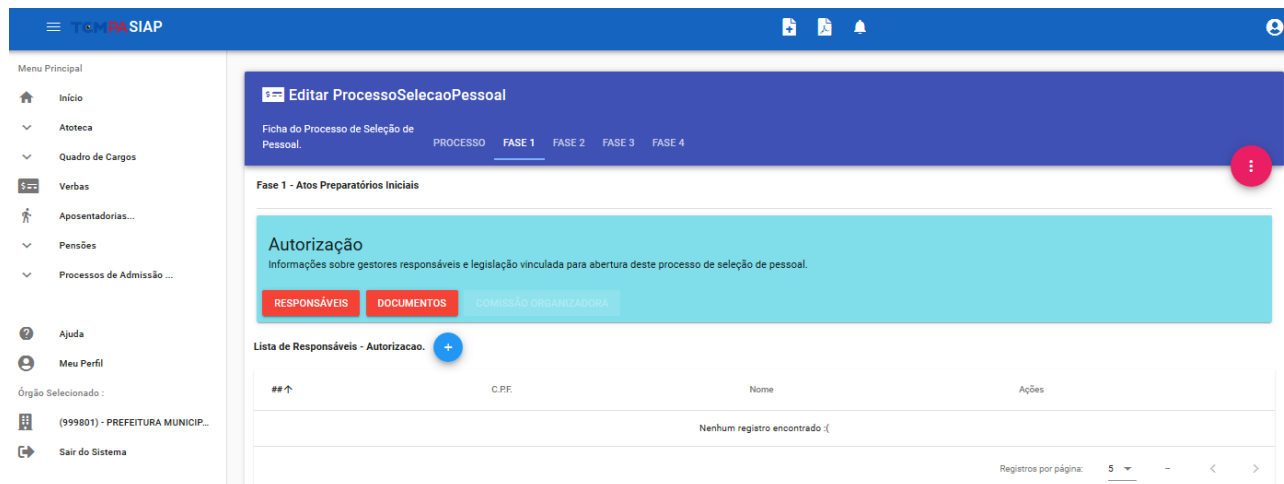 TCMPA SIAP
Menu Principal
Início
Atoteca
Quadro de Cargos
Verbas
Aposentadorias...
Pensões
Processos de Admissão ...
Ajuda
Meu Perfil
Órgão Selecionado :
(999801) - PREFEITURA MUNICIP...
Sair do Sistema
Editar ProcessoSelecaoPessoal
Ficha do Processo de Seleção de
Pessoal.
PROCESSO FASE 1 FASE 2 FASE 3 FASE 4
Fase 1 - Atos Preparatórios Iniciais
Autorização
Informações sobre gestores responsáveis e legislação vinculada para abertura deste processo de seleção de pessoal.
RESPONSÁVEIS DOCUMENTOS COMISSÃO ORGANIZADORA
Lista de Responsáveis - Autorizacao. +
##↑ C.P.F. Nome Ações
Nenhum registro encontrado :(
Registros por página: 5 – < >